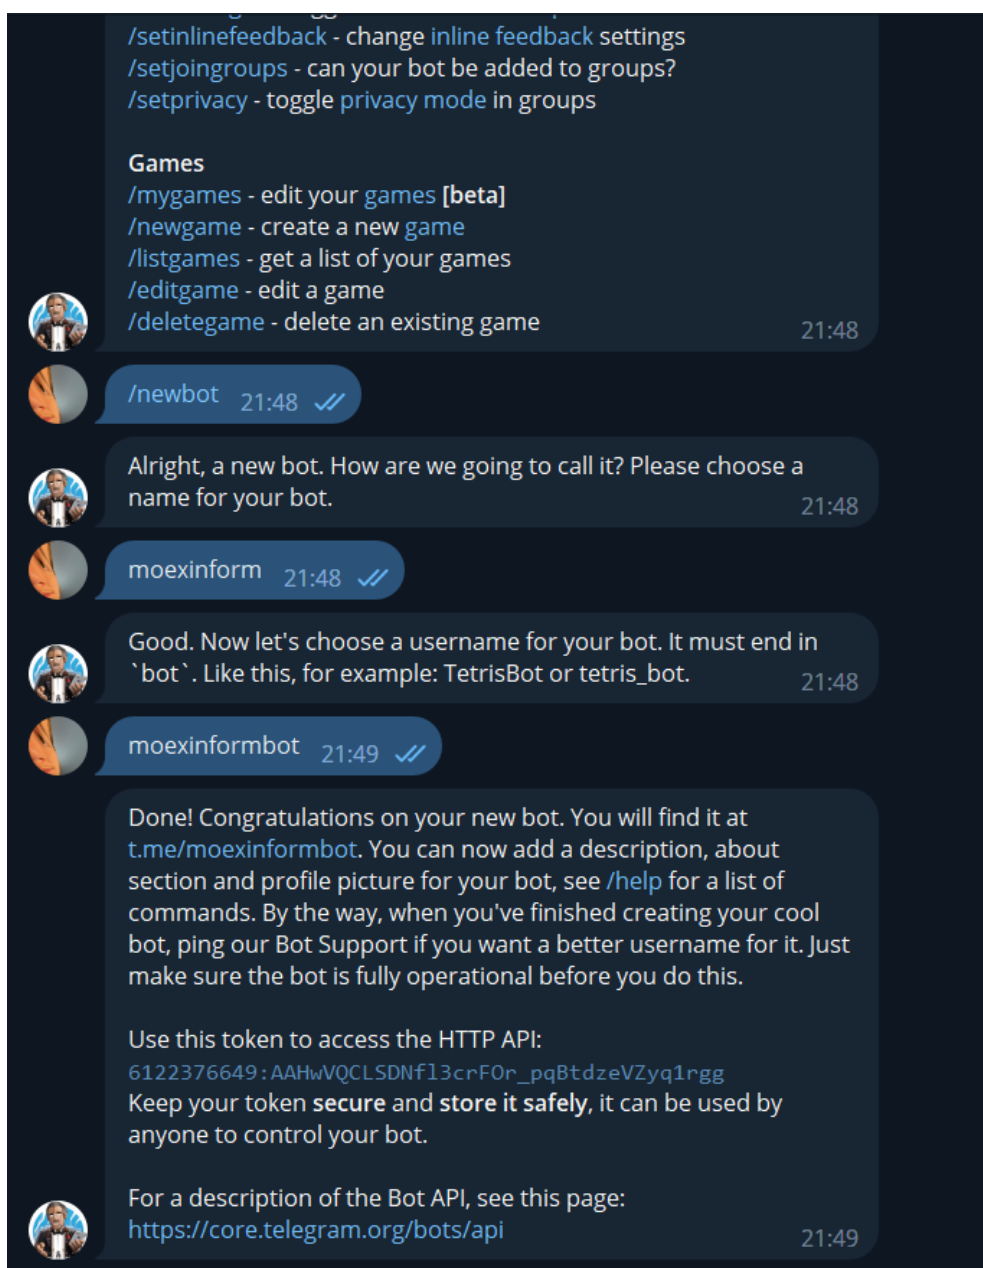 /setinlinefeedback - change inline feedback settings
/setjoingroups - can your bot be added to groups?
/setprivacy - toggle privacy mode in groups
Games
/mygames - edit your games [beta]
/newgame - create a new game
/listgames - get a list of your games
/editgame - edit a game
/deletegame - delete an existing game
21:48
/newbot 21:48
Alright, a new bot. How are we going to call it? Please choose a
name for your bot.
21:48
moexinform 21:48
Good. Now let's choose a username for your bot. It must end in
`bot`. Like this, for example: TetrisBot or tetris_bot.
21:48
moexinformbot 21:49
Done! Congratulations on your new bot. You will find it at
t.me/moexinformbot. You can now add a description, about
section and profile picture for your bot, see /help for a list of
commands. By the way, when you've finished creating your cool
bot, ping our Bot Support if you want a better username for it. Just
make sure the bot is fully operational before you do this.
Use this token to access the HTTP API:
6122376649:AAHwVQCLSDNfl3crFOr_pqBtdzeVZyq1rgg
Keep your token secure and store it safely, it can be used by
anyone to control your bot.
For a description of the Bot API, see this page:
https://core.telegram.org/bots/api
21:49